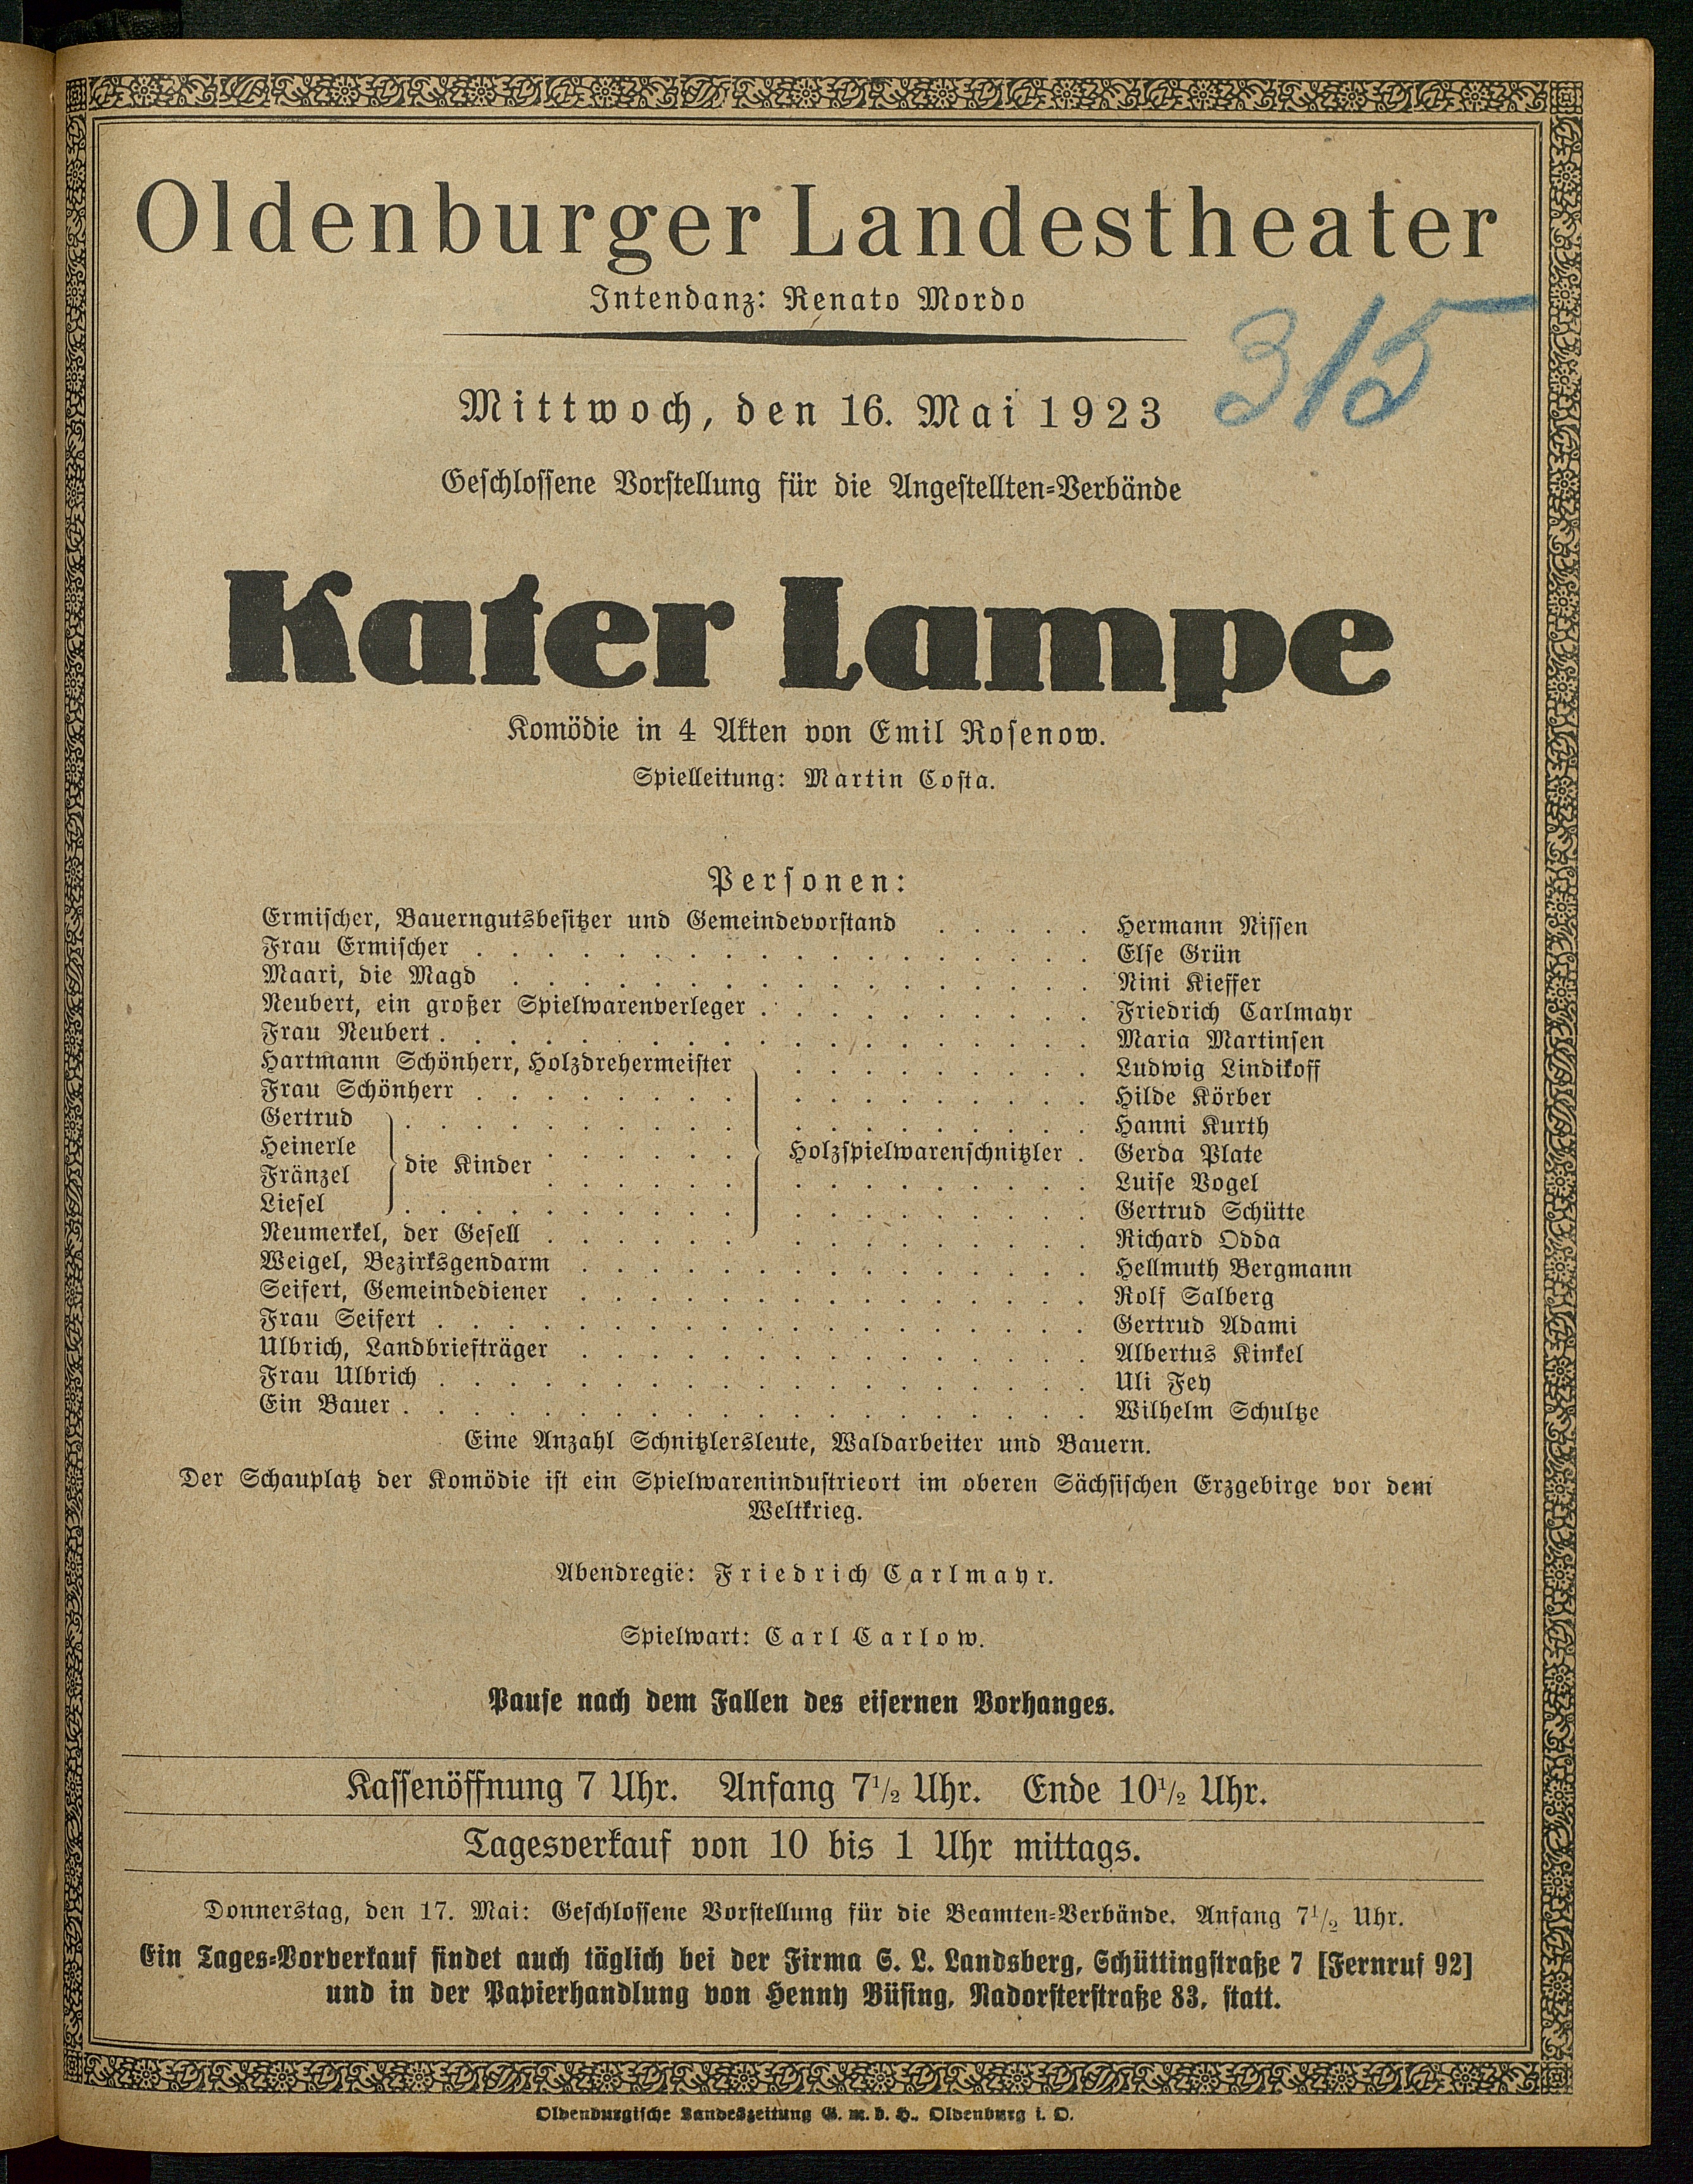 Oldenburger Landestheater
Intendanz: Renato Mordo
315
Mittwoch, den 16. Mai 1923
Geschlossene Vorstellung für die Angestellten-Verbände
Kater Lampe
Komödie in 4 Akten von Emil Rosenow.
Spielleitung: Martin Costa.
Personen:
Ermischer, Bauerngutsbesitzer und Gemeindevorstand . . . . . Hermann Nissen
Frau Ermischer . . . . . Else Grün
Maari, die Magd . . . . . Nini Kieffer
Neubert, ein großer Spielwarenverleger . . . . . Friedrich Carlmayr
Frau Neubert . . . . . Maria Martinsen
Hartmann Schönherr, Holzdrehermeister . . . . . Ludwig Lindikoff
Frau Schönherr . . . . . Hilde Körber
Gertrud . . . . . Hanni Kurth
Heinerle } die Kinder . . . . . } Holzspielwarenschnitzler . Gerda Plate
Fränzel . . . . . Luise Vogel
Liesel . . . . . Gertrud Schütte
Neumerkel, der Gesell . . . . . Richard Odda
Weigel, Bezirksgendarm . . . . . Hellmuth Bergmann
Seifert, Gemeindediener . . . . . Rolf Salberg
Frau Seifert . . . . . Gertrud Adami
Ulbrich, Landbriefträger . . . . . Albertus Kinkel
Frau Ulbrich . . . . . Uli Fey
Ein Bauer . . . . . Wilhelm Schultze
Eine Anzahl Schnitzlersleute, Waldarbeiter und Bauern.
Der Schauplatz der Komödie ist ein Spielwarenindustrieort im oberen Sächsischen Erzgebirge vor dem
Weltkrieg.
Abendregie: Friedrich Carlmayr.
Spielwart: Carl Carlow.
Pause nach dem Fallen des eisernen Vorhanges.
Kassenöffnung 7 Uhr. Anfang 7 1/2 Uhr. Ende 10 1/2 Uhr.
Tagesverkauf von 10 bis 1 Uhr mittags.
Donnerstag, den 17. Mai: Geschlossene Vorstellung für die Beamten-Verbände. Anfang 7 1/2 Uhr.
Ein Tages-Vorverkauf findet auch täglich bei der Firma S. L. Landsberg, Schüttingstraße 7 [Fernruf 92]
und in der Papierhandlung von Henny Büsing, Nadorsterstraße 83, statt.
Oldenburgische Landeszeitung G. m. b. H., Oldenburg i. O.